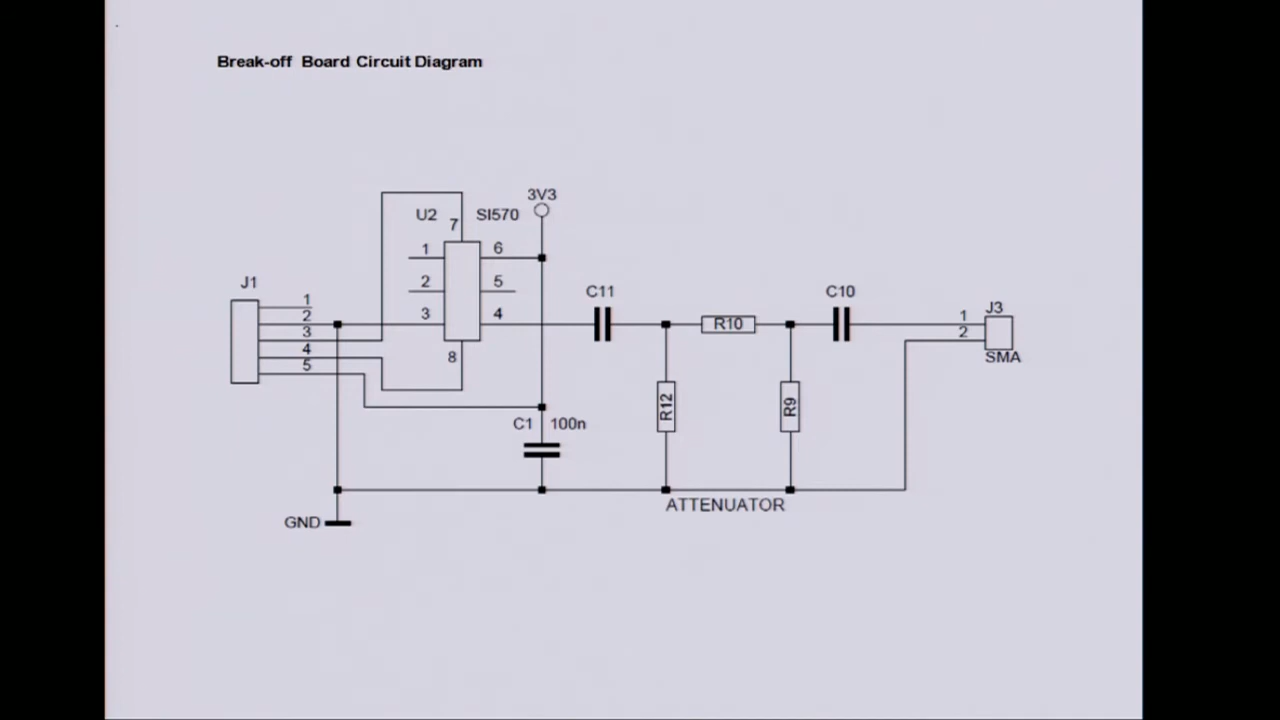 Break-off Board Circuit Diagram
3V3
U2 7 SI570
1 6
J1
2 5
C11 C10
1
2
3
4
5
3 4
R10
J3
1
2
SMA
8
R12
R9
C1 100n
ATTENUATOR
GND